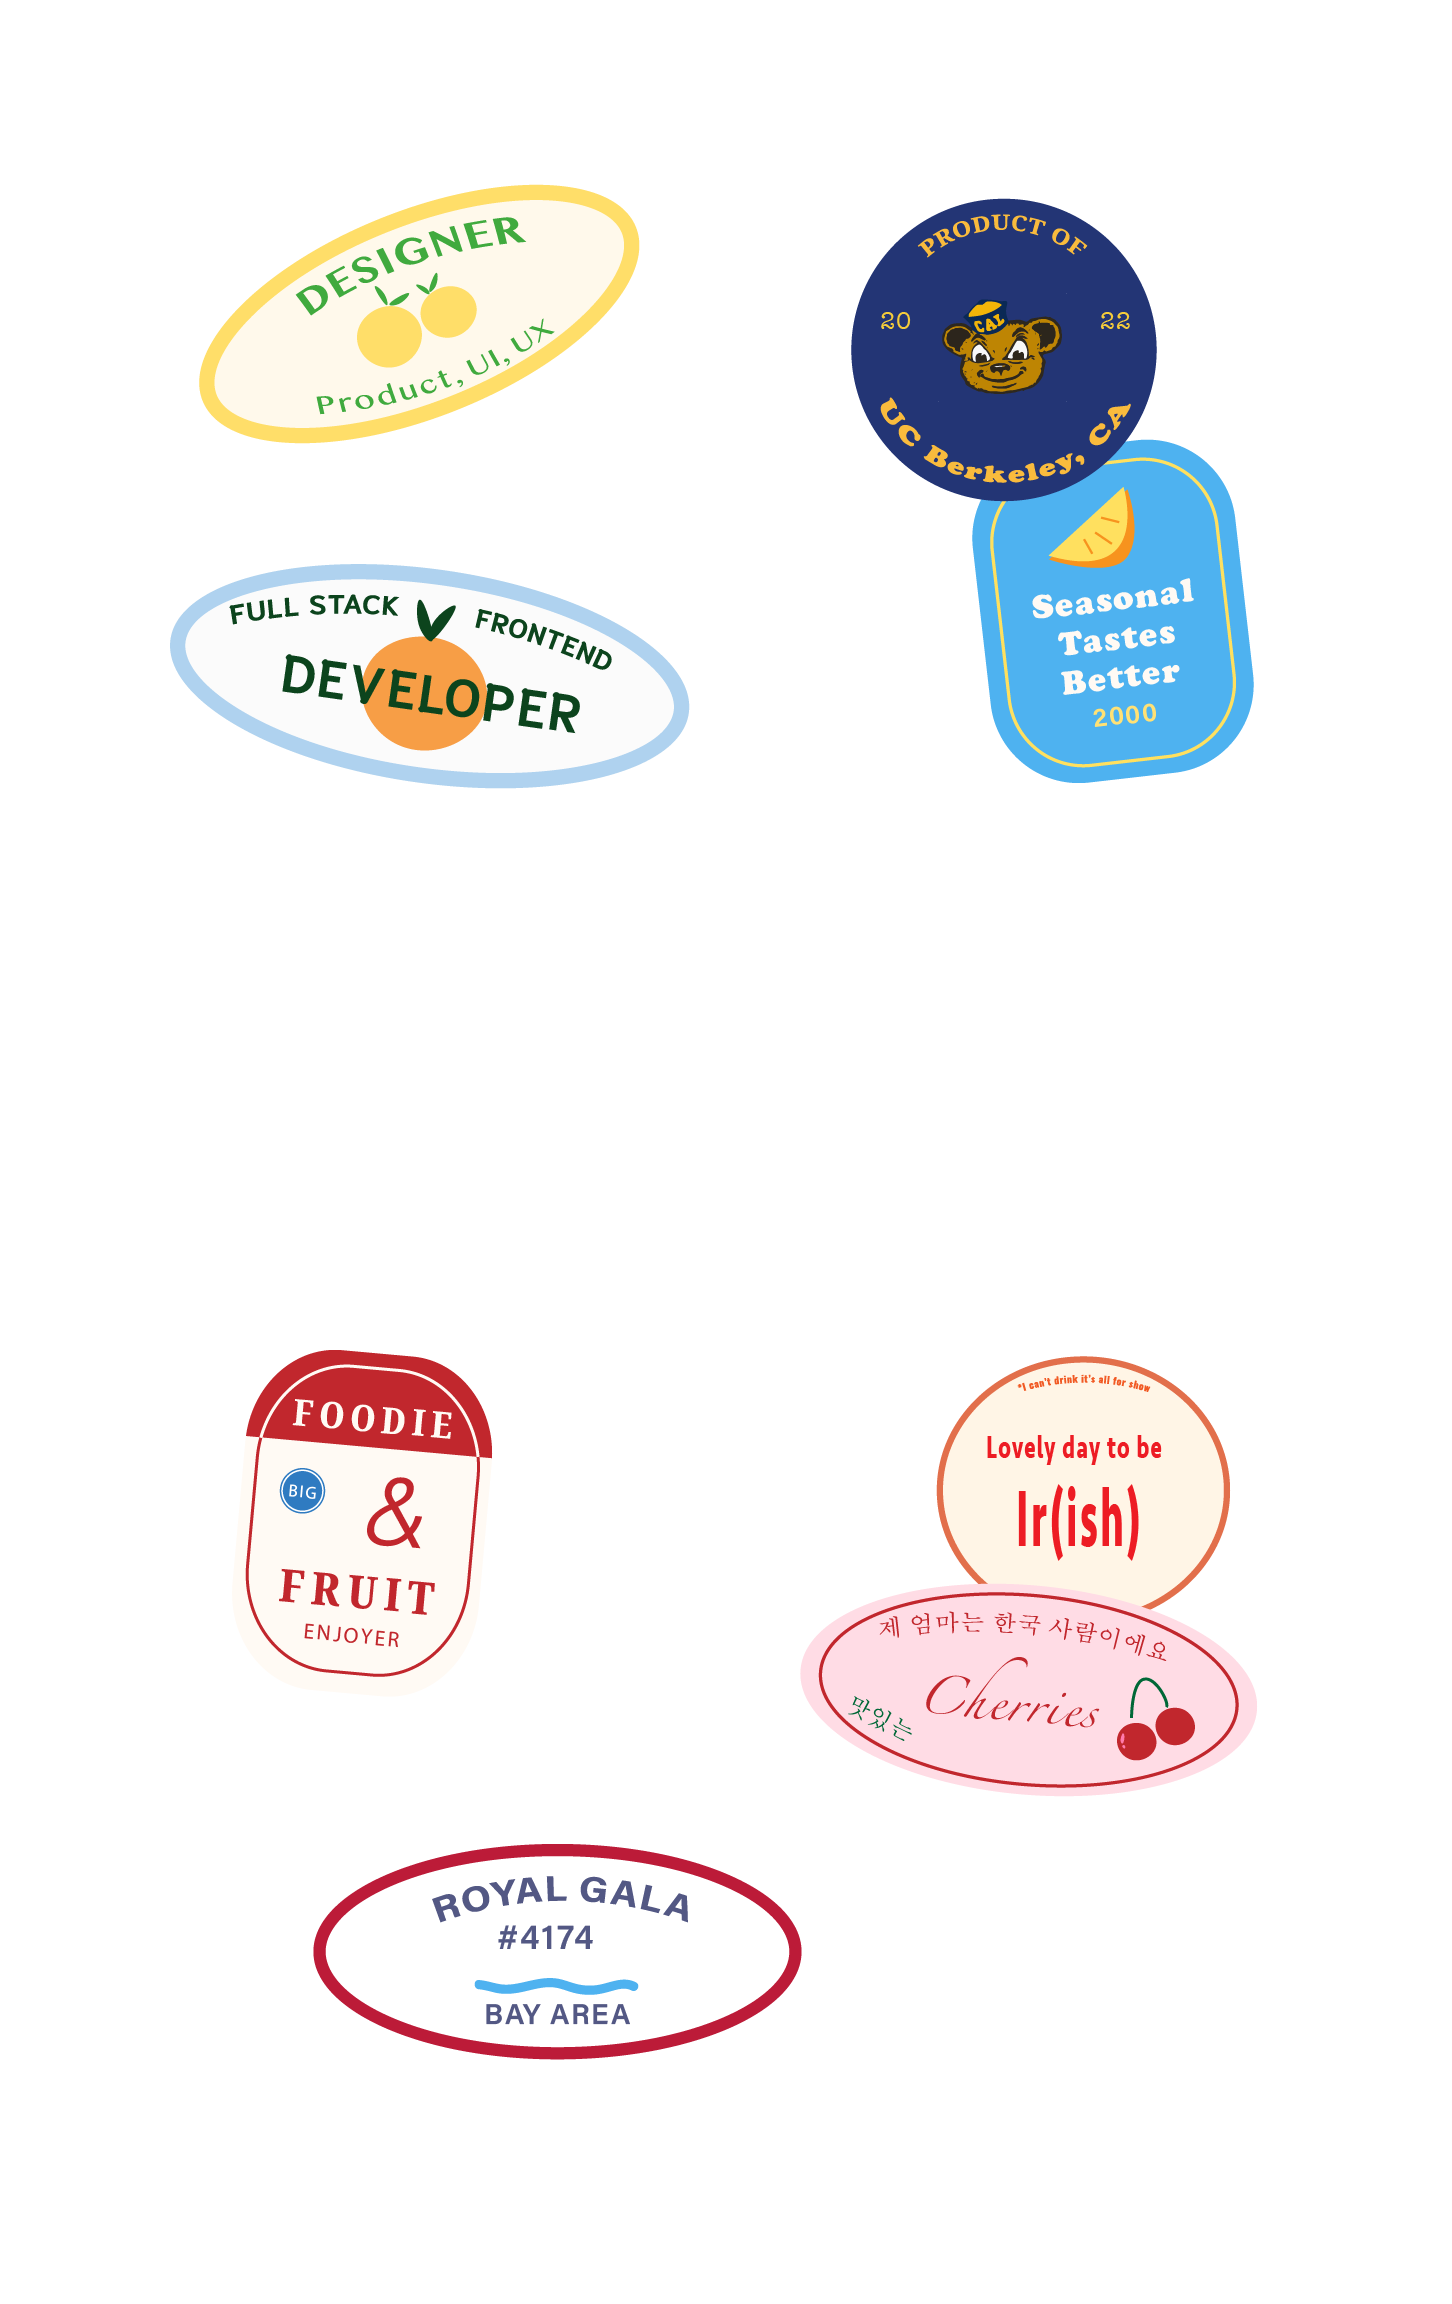 DESIGNER
Product, UI, UX
PRODUCT OF
20 22
CAL
UC Berkeley, CA
FULL STACK FRONTEND
DEVELOPER
Seasonal
Tastes
Better
2000
FOODIE
BIG &
FRUIT
ENJOYER
*I can't drink it's all for show
Lovely day to be
Ir(ish)
제 엄마는 한국 사람이에요
맛있는 Cherries
ROYAL GALA
#4174
BAY AREA